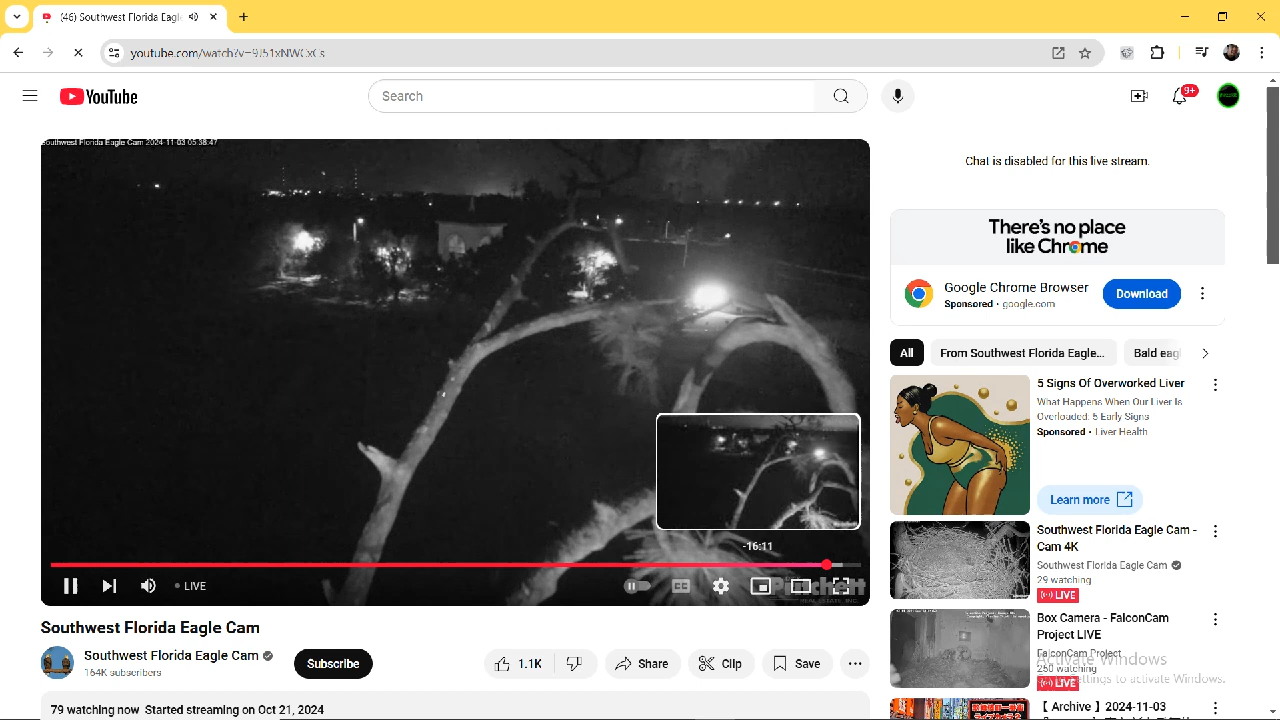 (46) Southwest Florida Eagle
youtube.com/watch?v=9J51xNWCxCs
YouTube
Search
9+
Southwest Florida Eagle Cam 2024-11-03 05:38:47
-16:11
LIVE
Pritchett
REAL ESTATE, INC.
Southwest Florida Eagle Cam
Southwest Florida Eagle Cam
164K subscribers
Subscribe
1.1K
Share
Clip
Save
79 watching now Started streaming on Oct 21, 2024
Chat is disabled for this live stream.
There's no place
like Chrome
Google Chrome Browser
Sponsored · google.com
Download
All
From Southwest Florida Eagle...
Bald eagl
5 Signs Of Overworked Liver
What Happens When Our Liver Is
Overloaded: 5 Early Signs
Sponsored · Liver Health
Learn more
Southwest Florida Eagle Cam -
Cam 4K
Southwest Florida Eagle Cam
29 watching
LIVE
Box Camera - FalconCam
Project LIVE
FalconCam Project
250 watching
LIVE
Activate Windows
Settings to activate Windows.
【 Archive 】2024-11-03